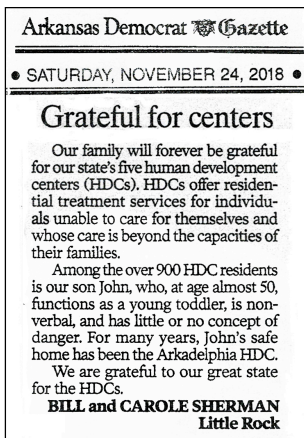 Arkansas Democrat Gazette
• SATURDAY, NOVEMBER 24, 2018 •
Grateful for centers
Our family will forever be grateful
for our state's five human development
centers (HDCs). HDCs offer residen-
tial treatment services for individu-
als unable to care for themselves and
whose care is beyond the capacities of
their families.
Among the over 900 HDC residents
is our son John, who, at age almost 50,
functions as a young toddler, is non-
verbal, and has little or no concept of
danger. For many years, John's safe
home has been the Arkadelphia HDC.
We are grateful to our great state
for the HDCs.
BILL and CAROLE SHERMAN
Little Rock